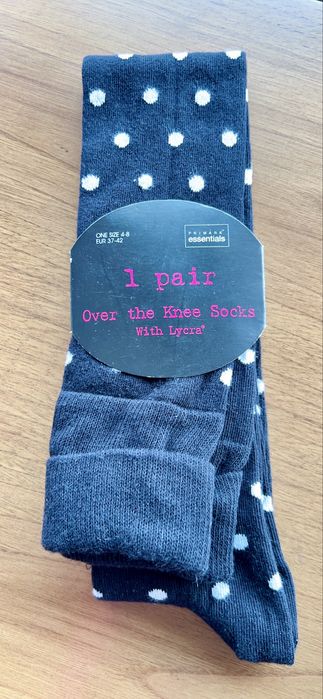 ONE SIZE 4-8
EUR 37-42
PRIMARK
essentials
1 pair
Over the Knee Socks
With Lycra®